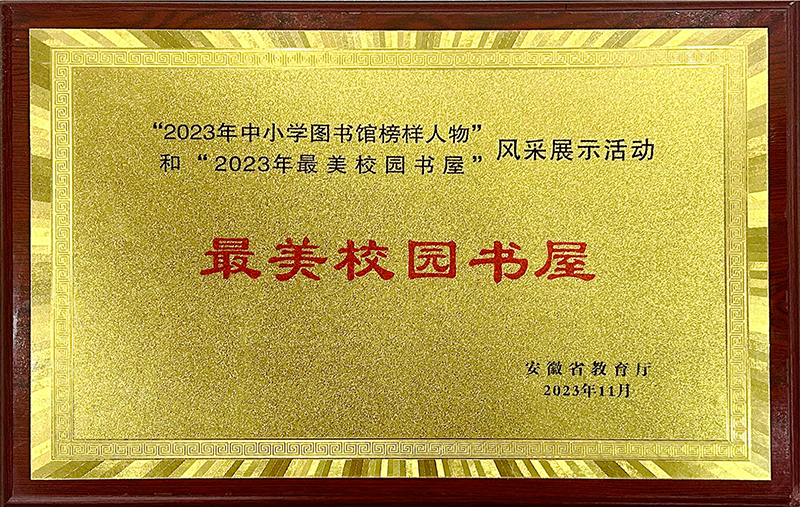 “2023年中小学图书馆榜样人物”
和“2023年最美校园书屋”
风采展示活动
最美校园书屋
安徽省教育厅
2023年11月